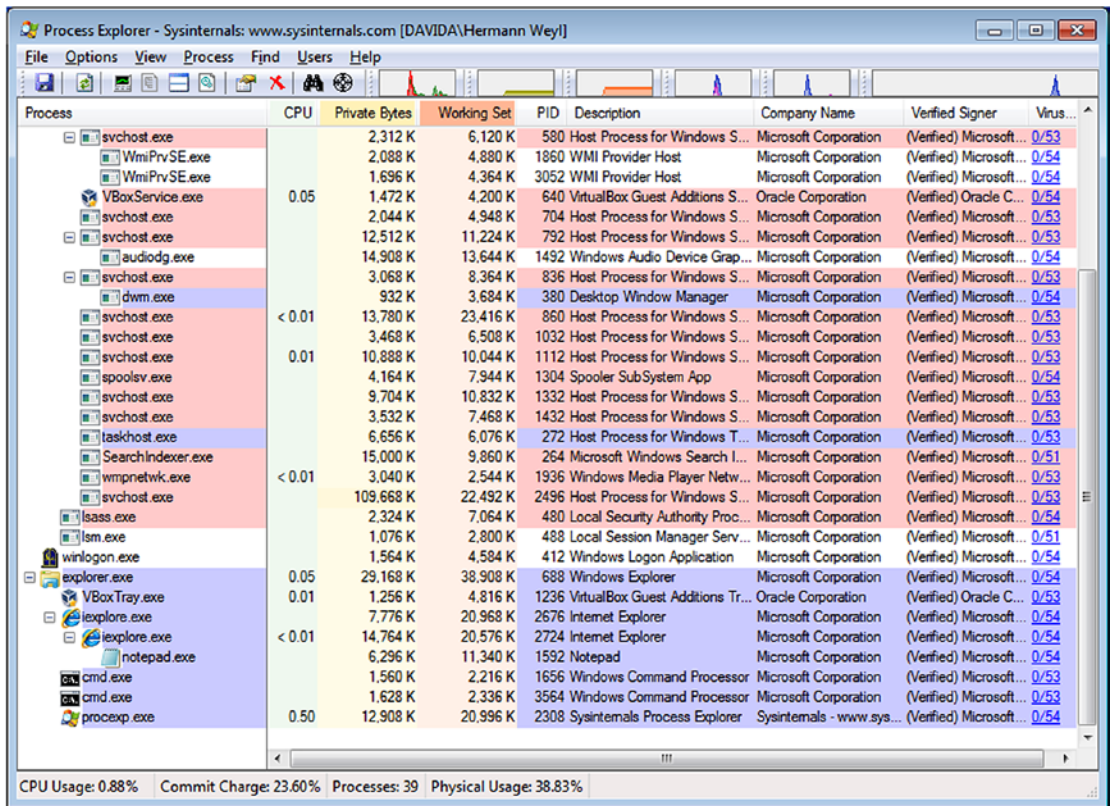 Process Explorer - Sysinternals: www.sysinternals.com [DAVIDA\Hermann Weyl]
File Options View Process Find Users Help
Process CPU Private Bytes Working Set PID Description Company Name Verified Signer Virus...
svchost.exe 2,312 K 6,120 K 580 Host Process for Windows S... Microsoft Corporation (Verified) Microsoft... 0/53
WmiPrvSE.exe 2,088 K 4,880 K 1860 WMI Provider Host Microsoft Corporation (Verified) Microsoft... 0/54
WmiPrvSE.exe 1,696 K 4,364 K 3052 WMI Provider Host Microsoft Corporation (Verified) Microsoft... 0/54
VBoxService.exe 0.05 1,472 K 4,200 K 640 VirtualBox Guest Additions S... Oracle Corporation (Verified) Oracle C... 0/54
svchost.exe 2,044 K 4,948 K 704 Host Process for Windows S... Microsoft Corporation (Verified) Microsoft... 0/53
svchost.exe 12,512 K 11,224 K 792 Host Process for Windows S... Microsoft Corporation (Verified) Microsoft... 0/53
audiodg.exe 14,908 K 13,644 K 1492 Windows Audio Device Grap... Microsoft Corporation (Verified) Microsoft... 0/54
svchost.exe 3,068 K 8,364 K 836 Host Process for Windows S... Microsoft Corporation (Verified) Microsoft... 0/53
dwm.exe 932 K 3,684 K 380 Desktop Window Manager Microsoft Corporation (Verified) Microsoft... 0/54
svchost.exe < 0.01 13,780 K 23,416 K 860 Host Process for Windows S... Microsoft Corporation (Verified) Microsoft... 0/53
svchost.exe 3,468 K 6,508 K 1032 Host Process for Windows S... Microsoft Corporation (Verified) Microsoft... 0/53
svchost.exe 0.01 10,888 K 10,044 K 1112 Host Process for Windows S... Microsoft Corporation (Verified) Microsoft... 0/53
spoolsv.exe 4,164 K 7,944 K 1304 Spooler SubSystem App Microsoft Corporation (Verified) Microsoft... 0/54
svchost.exe 9,704 K 10,832 K 1332 Host Process for Windows S... Microsoft Corporation (Verified) Microsoft... 0/53
svchost.exe 3,532 K 7,468 K 1432 Host Process for Windows S... Microsoft Corporation (Verified) Microsoft... 0/53
taskhost.exe 6,656 K 6,076 K 272 Host Process for Windows T... Microsoft Corporation (Verified) Microsoft... 0/53
SearchIndexer.exe 15,000 K 9,860 K 264 Microsoft Windows Search I... Microsoft Corporation (Verified) Microsoft... 0/51
wmpnetwk.exe < 0.01 3,040 K 2,544 K 1936 Windows Media Player Netw... Microsoft Corporation (Verified) Microsoft... 0/53
svchost.exe 109,668 K 22,492 K 2496 Host Process for Windows S... Microsoft Corporation (Verified) Microsoft... 0/53
lsass.exe 2,324 K 7,064 K 480 Local Security Authority Proc... Microsoft Corporation (Verified) Microsoft... 0/54
lsm.exe 1,076 K 2,800 K 488 Local Session Manager Serv... Microsoft Corporation (Verified) Microsoft... 0/51
winlogon.exe 1,564 K 4,584 K 412 Windows Logon Application Microsoft Corporation (Verified) Microsoft... 0/54
explorer.exe 0.05 29,168 K 38,908 K 688 Windows Explorer Microsoft Corporation (Verified) Microsoft... 0/54
VBoxTray.exe 0.01 1,256 K 4,816 K 1236 VirtualBox Guest Additions Tr... Oracle Corporation (Verified) Oracle C... 0/53
iexplore.exe 7,776 K 20,968 K 2676 Internet Explorer Microsoft Corporation (Verified) Microsoft... 0/54
iexplore.exe < 0.01 14,764 K 20,576 K 2724 Internet Explorer Microsoft Corporation (Verified) Microsoft... 0/54
notepad.exe 6,296 K 11,340 K 1592 Notepad Microsoft Corporation (Verified) Microsoft... 0/54
C:\. cmd.exe 1,560 K 2,216 K 1656 Windows Command Processor Microsoft Corporation (Verified) Microsoft... 0/53
C:\. cmd.exe 1,628 K 2,336 K 3564 Windows Command Processor Microsoft Corporation (Verified) Microsoft... 0/53
procexp.exe 0.50 12,908 K 20,996 K 2308 Sysinternals Process Explorer Sysinternals - www.sys... (Verified) Microsoft... 0/54
CPU Usage: 0.88% Commit Charge: 23.60% Processes: 39 Physical Usage: 38.83%